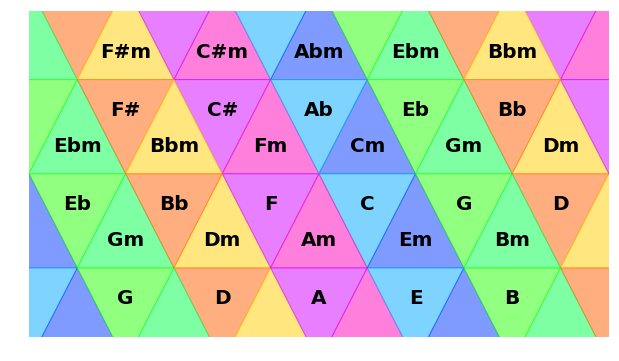 F#m C#m Abm Ebm Bbm
F# C# Ab Eb Bb
Ebm Bbm Fm Cm Gm Dm
Eb Bb F C G D
Gm Dm Am Em Bm
G D A E B